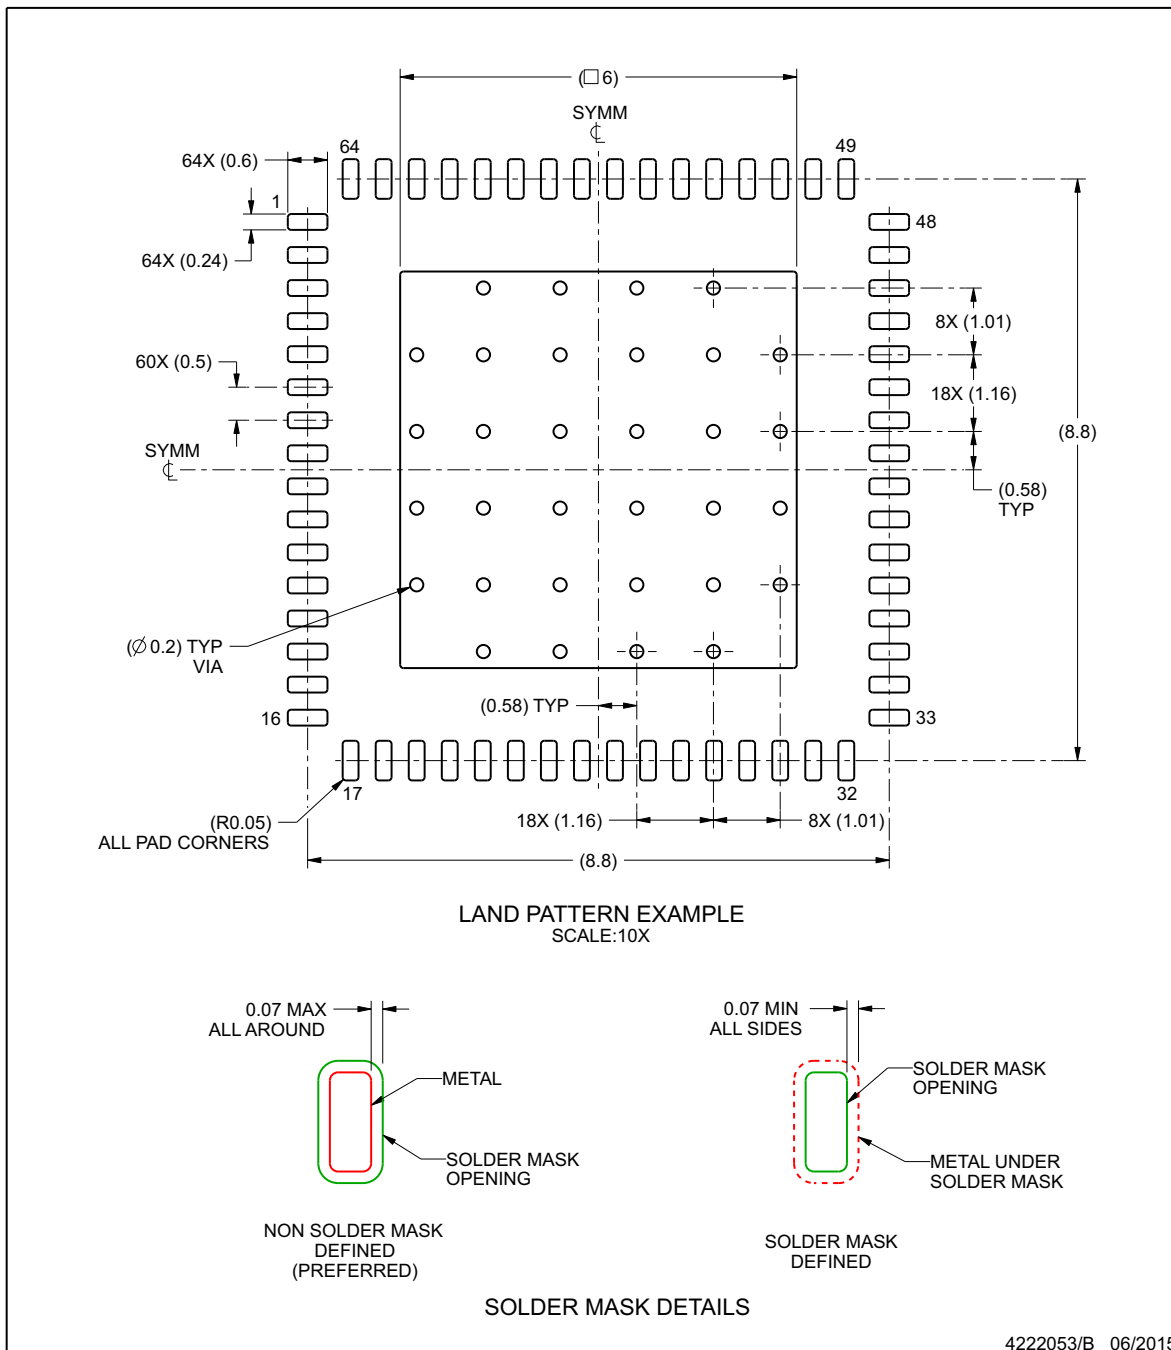 (□6)
SYMM
℄
64
49
64X (0.6)
1
48
64X (0.24)
8X (1.01)
60X (0.5)
18X (1.16)
(8.8)
SYMM
℄
(0.58)
TYP
(Ø0.2) TYP
VIA
(0.58) TYP
16
33
17
32
(R0.05)
ALL PAD CORNERS
18X (1.16)
8X (1.01)
(8.8)
LAND PATTERN EXAMPLE
SCALE:10X
0.07 MAX
ALL AROUND
METAL
SOLDER MASK
OPENING
NON SOLDER MASK
DEFINED
(PREFERRED)
0.07 MIN
ALL SIDES
SOLDER MASK
OPENING
METAL UNDER
SOLDER MASK
SOLDER MASK
DEFINED
SOLDER MASK DETAILS
4222053/B 06/2015